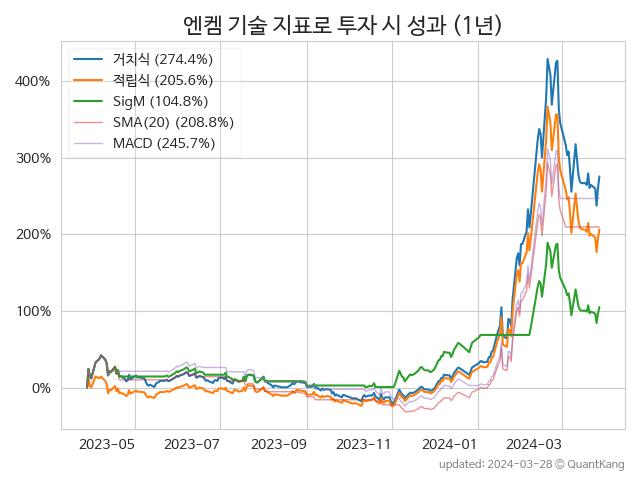 엔켐 기술 지표로 투자 시 성과 (1년)
거치식 (274.4%)
적립식 (205.6%)
SigM (104.8%)
SMA(20) (208.8%)
MACD (245.7%)
400%
300%
200%
100%
0%
2023-05 2023-07 2023-09 2023-11 2024-01 2024-03
updated: 2024-03-28 © QuantKang